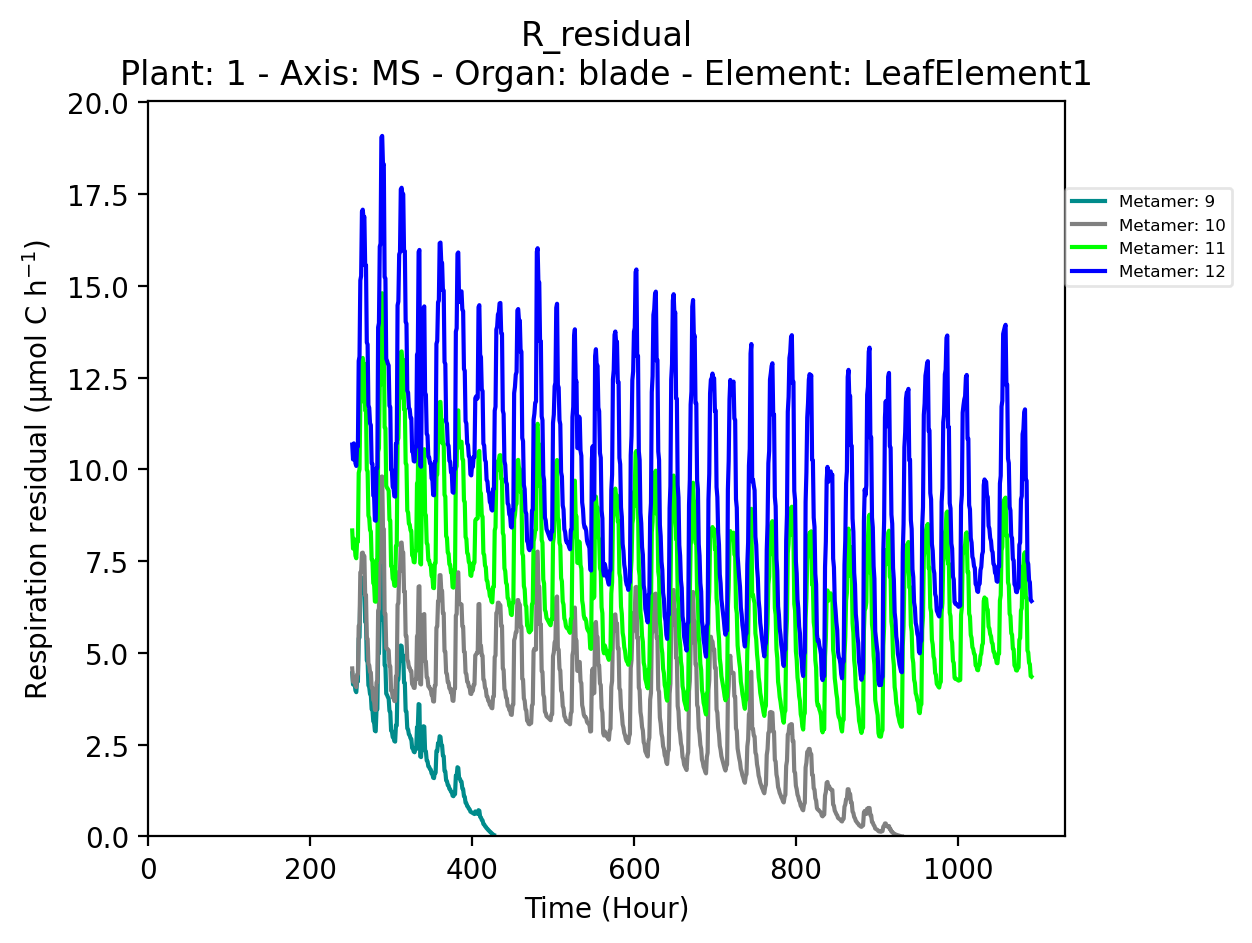 R_residual
Plant: 1 - Axis: MS - Organ: blade - Element: LeafElement1
20.0
17.5
15.0
12.5
10.0
7.5
5.0
2.5
0.0
Respiration residual (µmol C h⁻¹)
0 200 400 600 800 1000
Time (Hour)
Metamer: 9
Metamer: 10
Metamer: 11
Metamer: 12